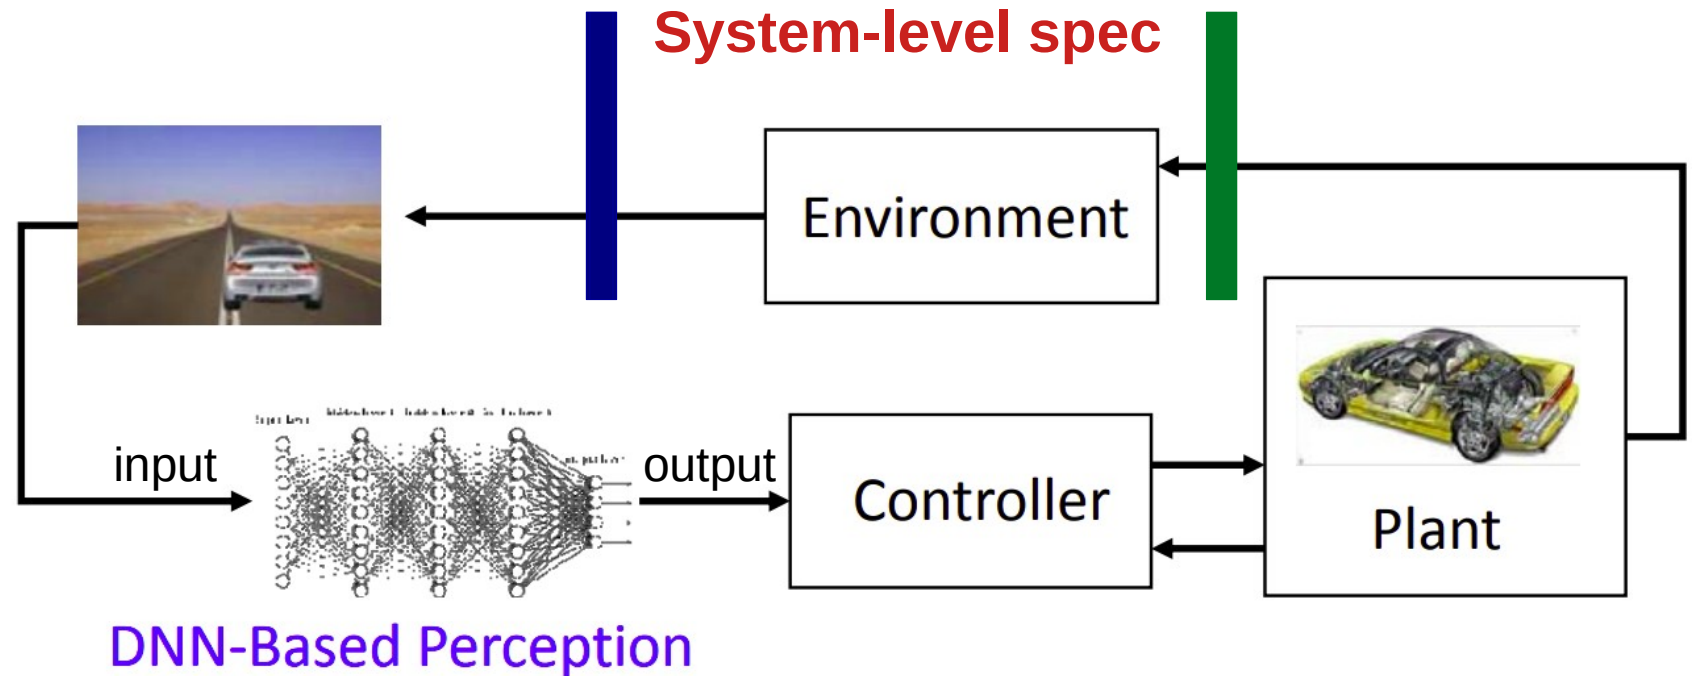 System-level spec
Environment
input
output
Controller
Plant
DNN-Based Perception